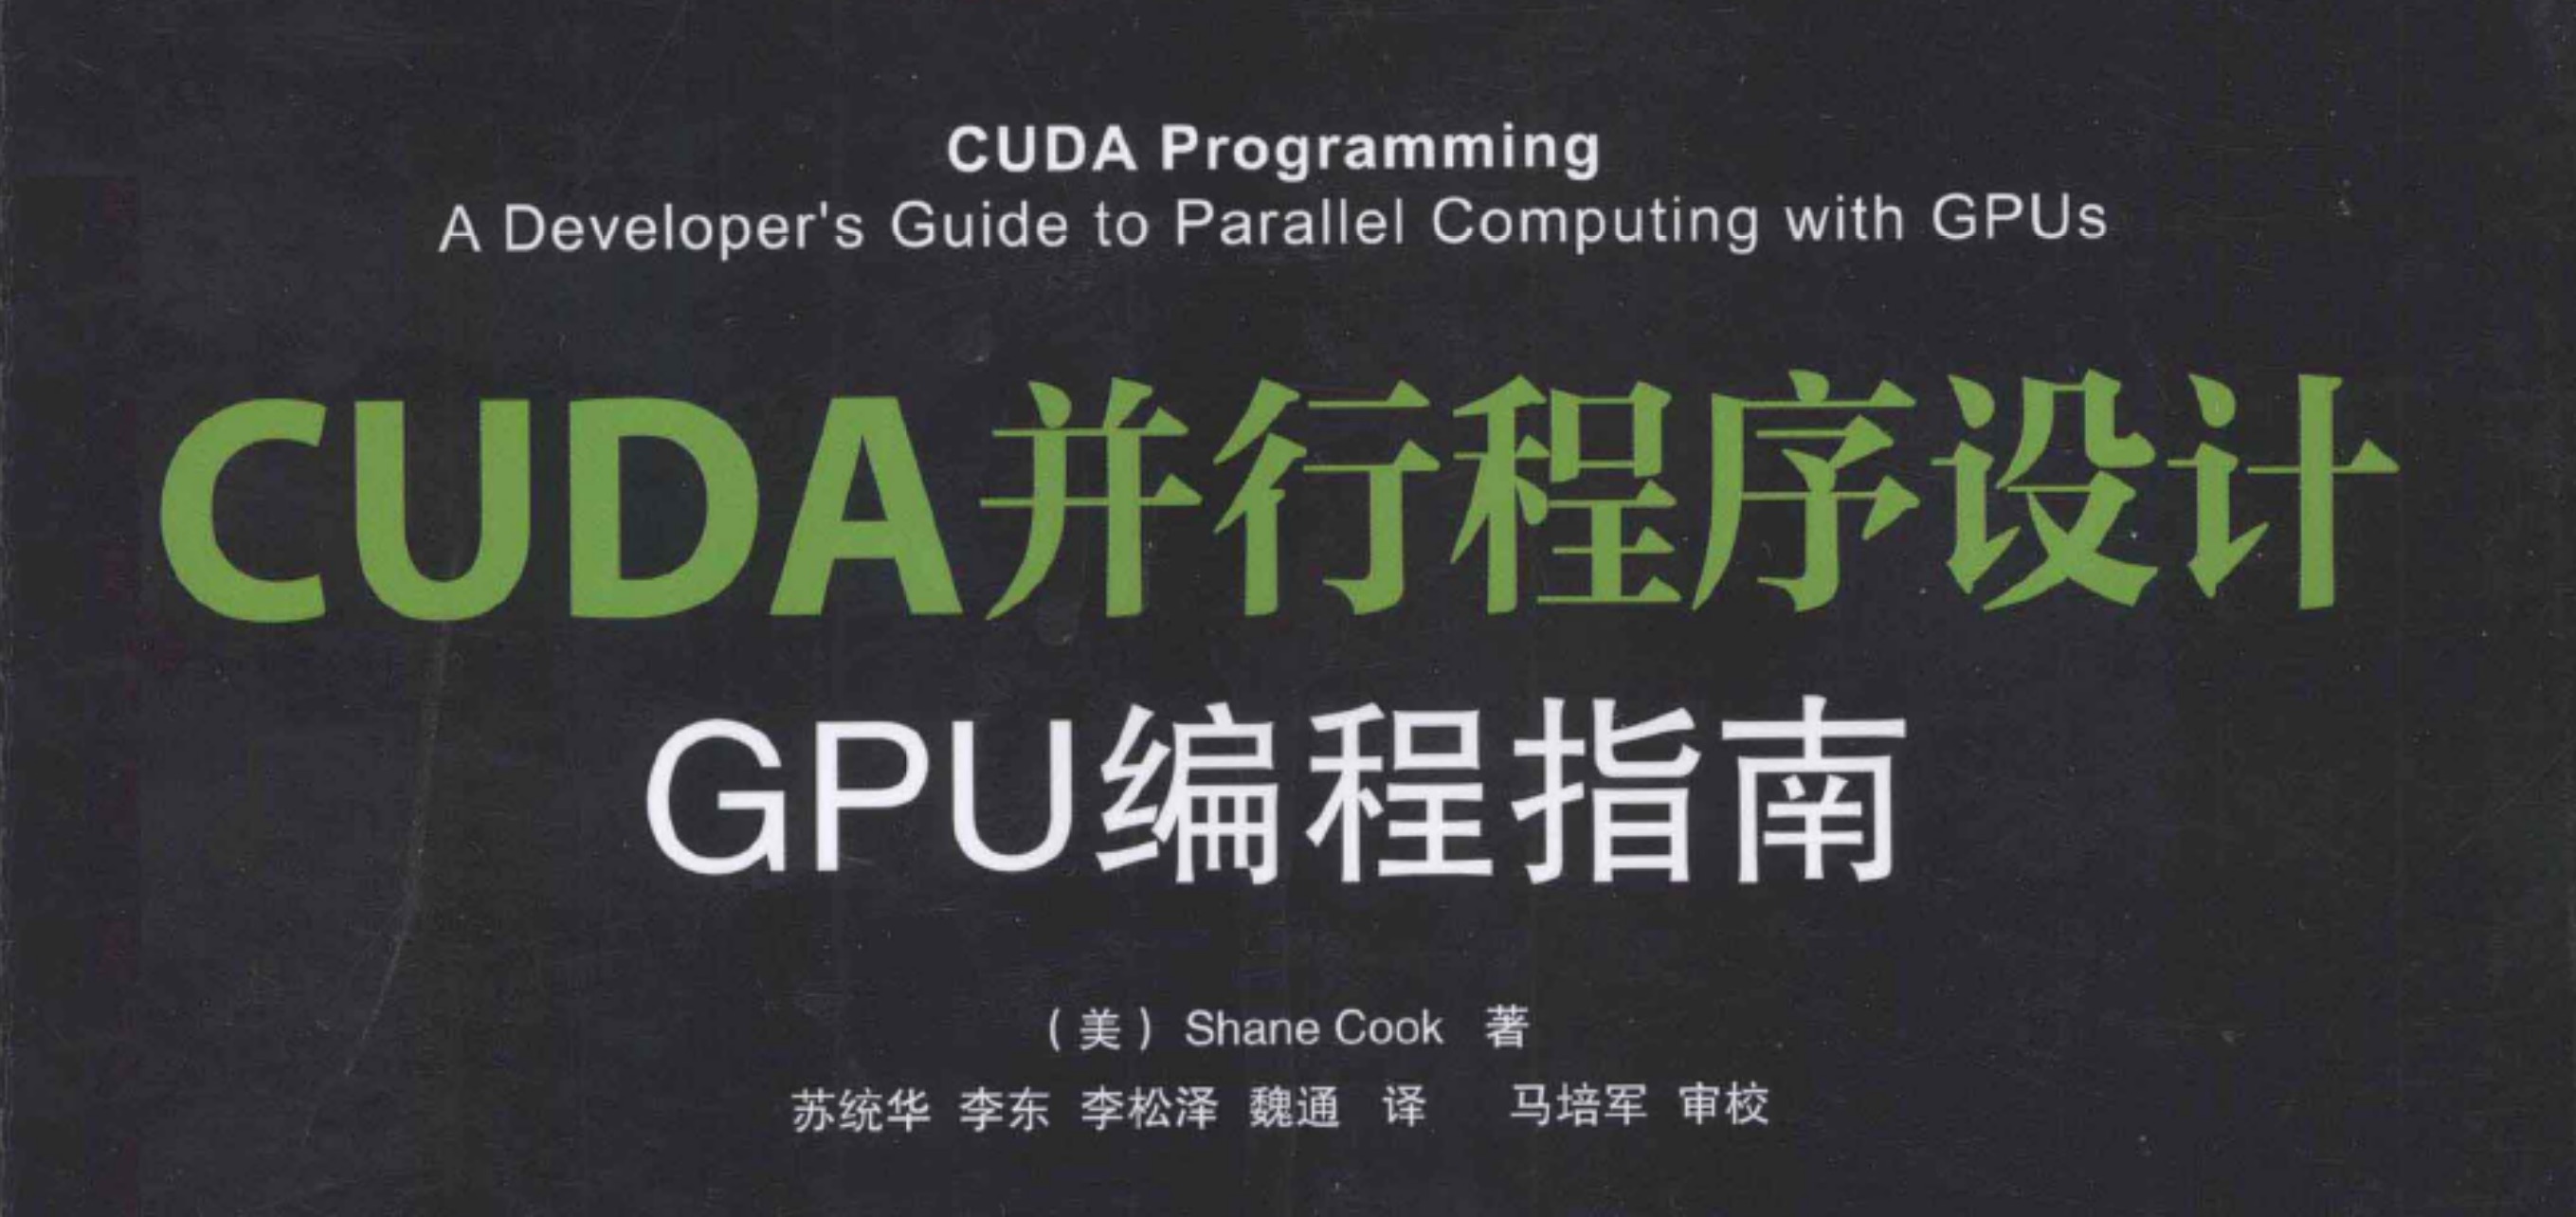 CUDA Programming
A Developer's Guide to Parallel Computing with GPUs
CUDA并行程序设计
GPU编程指南
（美）Shane Cook 著
苏统华 李东 李松泽 魏通 译 马培军 审校